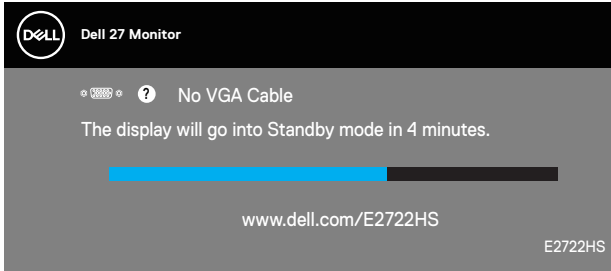 DELL Dell 27 Monitor
? No VGA Cable
The display will go into Standby mode in 4 minutes.
www.dell.com/E2722HS
E2722HS